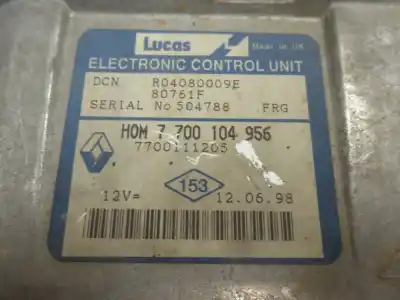 Lucas
Made in UK
ELECTRONIC CONTROL UNIT
DCN R04080009E
80761F
SERIAL No 504788 FRG
HOM 7 700 104 956
7700111205
153
12V= 12.06.98